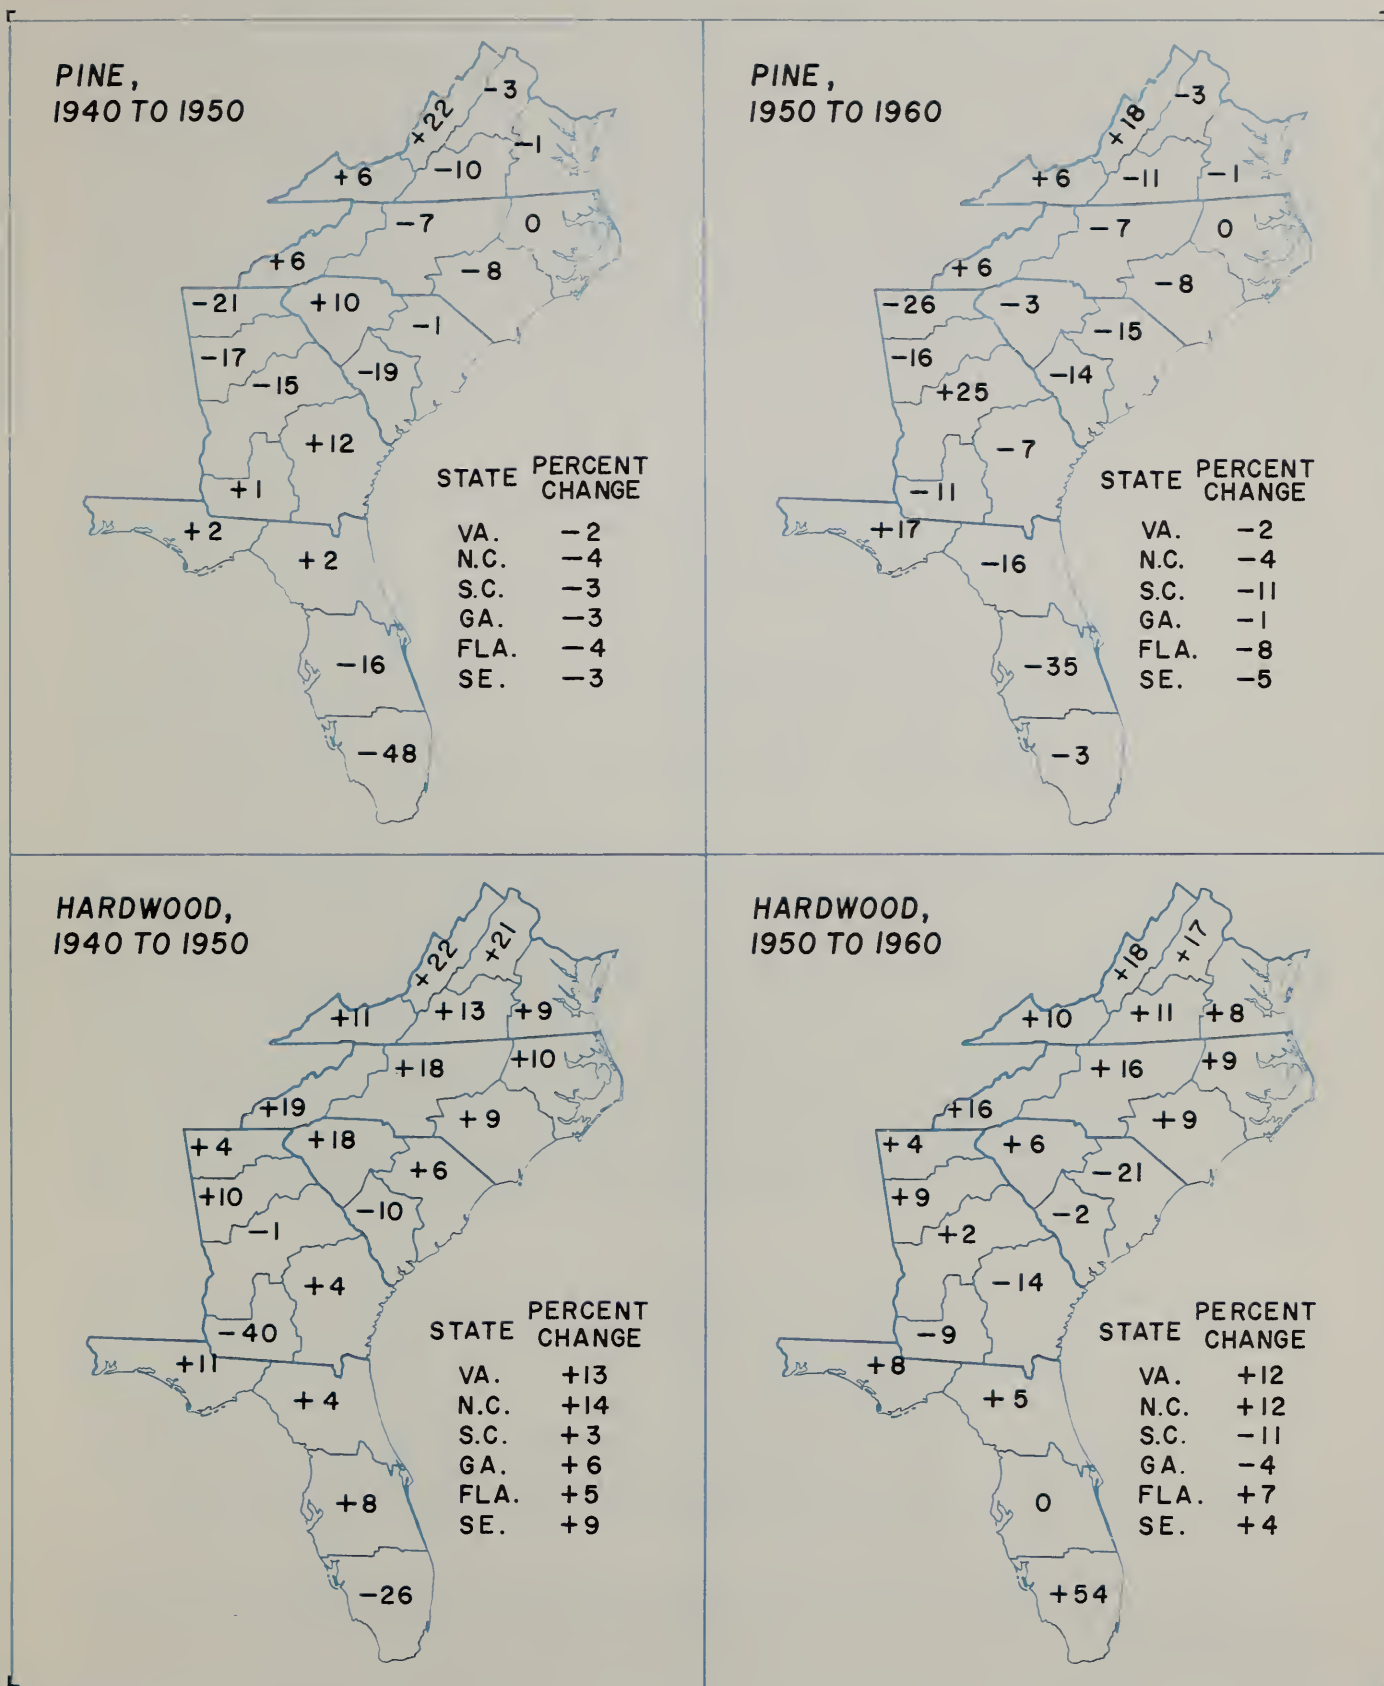 PINE,
1940 TO 1950
-3
+22
-1
-10
+6
-7
0
+6
-8
-21
+10
-1
-17
-15
-19
+12
+1
+2
+2
-16
-48
STATE PERCENT CHANGE
VA. -2
N.C. -4
S.C. -3
GA. -3
FLA. -4
SE. -3
PINE,
1950 TO 1960
-3
+18
-1
-11
+6
-7
0
+6
-8
-26
-3
-15
-16
+25
-14
-7
-11
+17
-16
-35
-3
STATE PERCENT CHANGE
VA. -2
N.C. -4
S.C. -11
GA. -1
FLA. -8
SE. -5
HARDWOOD,
1940 TO 1950
+21
+22
+11
+13
+9
+18
+10
+19
+9
+4
+18
+6
+10
-1
-10
+4
-40
+11
+4
+8
-26
STATE PERCENT CHANGE
VA. +13
N.C. +14
S.C. +3
GA. +6
FLA. +5
SE. +9
HARDWOOD,
1950 TO 1960
+17
+18
+10
+11
+8
+16
+9
+16
+9
+4
+6
-21
+9
+2
-2
-14
-9
+8
+5
0
+54
STATE PERCENT CHANGE
VA. +12
N.C. +12
S.C. -11
GA. -4
FLA. +7
SE. +4